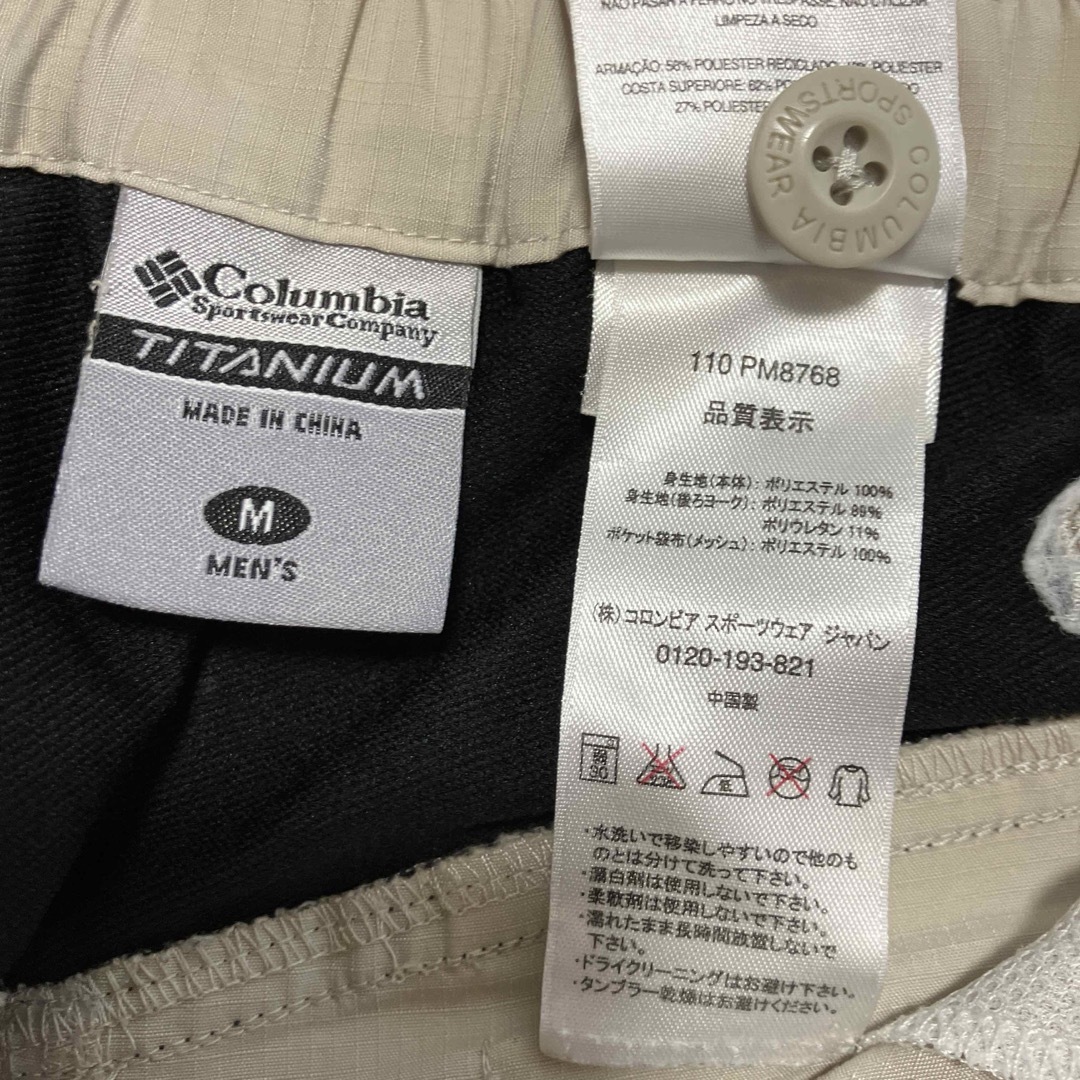 NÃO PASAR A FERRO NO
LIMPEZA A SECO
ARMAÇÃO: 58% POLIESTER RECICLADO POLIESTER
COSTA SUPERIOR: 62%
27% POLIESTER
COLUMBIA SPORTSWEAR
Columbia
Sportswear Company
TITANIUM
MADE IN CHINA
M
MEN'S
110 PM8768
品質表示
身生地(本体): ポリエステル 100%
身生地(後ろヨーク): ポリエステル 89%
ポリウレタン 11%
ポケット袋布(メッシュ): ポリエステル 100%
(株) コロンビア スポーツウェア ジャパン
0120-193-821
中国製
弱
30
低
・水洗いで移染しやすいので他のも
のとは分けて洗って下さい。
・漂白剤は使用しないで下さい。
・柔軟剤は使用しないで下さい。
・濡れたまま長時間放置しないで
下さい。
・ドライクリーニングはお避け下さい。
・タンブラー乾燥はお避けください。